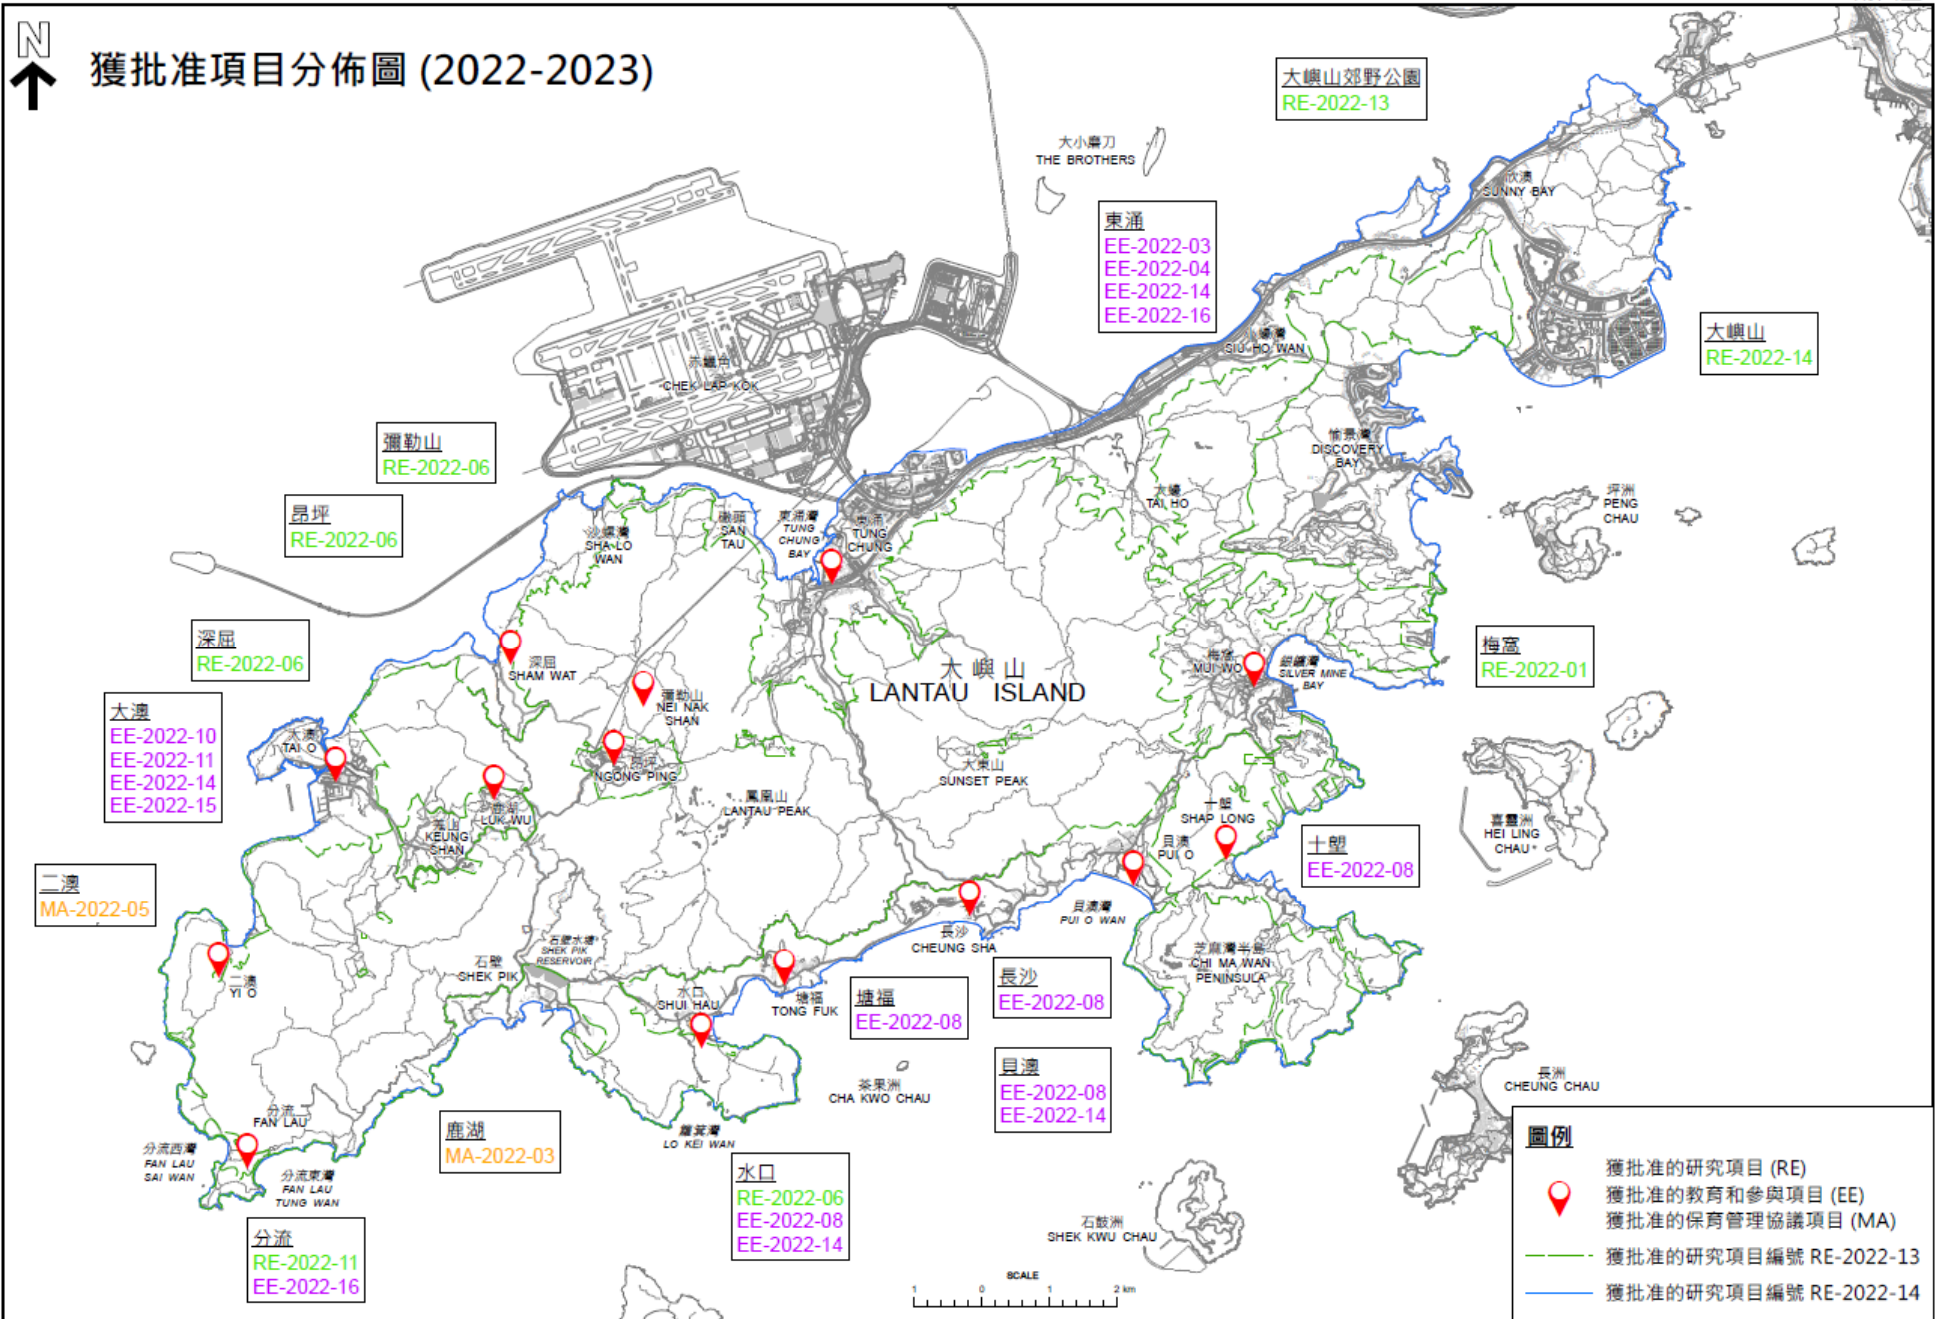 N
獲批准項目分佈圖 (2022-2023)
大嶼山郊野公園
RE-2022-13
大小磨刀
THE BROTHERS
欣澳
SUNNY BAY
東涌
EE-2022-03
EE-2022-04
EE-2022-14
EE-2022-16
小蠔灣
SIU HO WAN
大嶼山
RE-2022-14
赤鱲角
CHEK LAP KOK
彌勒山
RE-2022-06
愉景灣
DISCOVERY
BAY
昂坪
RE-2022-06
大蠔
TAI HO
坪洲
PENG
CHAU
沙螺灣
SHA LO
WAN
𥕢頭
SAN
TAU
東涌灣
TUNG
CHUNG
BAY
東涌
TUNG
CHUNG
深屈
RE-2022-06
深屈
SHAM WAT
彌勒山
NEI NAK
SHAN
大嶼山
LANTAU ISLAND
梅窩
MUI WO
銀鑛灣
SILVER MINE
BAY
梅窩
RE-2022-01
大澳
EE-2022-10
EE-2022-11
EE-2022-14
EE-2022-15
大澳
TAI O
昂坪
NGONG PING
大東山
SUNSET PEAK
鳳凰山
LANTAU PEAK
鹿湖
LUK WU
羗山
KEUNG
SHAN
十塱
SHAP LONG
貝澳
PUI O
喜靈洲
HEI LING
CHAU
十塱
EE-2022-08
二澳
MA-2022-05
貝澳灣
PUI O WAN
長沙
CHEUNG SHA
石壁水塘
SHEK PIK
RESERVOIR
石壁
SHEK PIK
芝麻灣半島
CHI MA WAN
PENINSULA
二澳
YI O
水口
SHUI HAU
塘福
TONG FUK
塘福
EE-2022-08
長沙
EE-2022-08
貝澳
EE-2022-08
EE-2022-14
茶果洲
CHA KWO CHAU
長洲
CHEUNG CHAU
分流
FAN LAU
分流西灣
FAN LAU
SAI WAN
分流東灣
FAN LAU
TUNG WAN
鹿湖
MA-2022-03
籮箕灣
LO KEI WAN
水口
RE-2022-06
EE-2022-08
EE-2022-14
石鼓洲
SHEK KWU CHAU
分流
RE-2022-11
EE-2022-16
SCALE
1 0 1 2 km
圖例
獲批准的研究項目 (RE)
獲批准的教育和參與項目 (EE)
獲批准的保育管理協議項目 (MA)
獲批准的研究項目編號 RE-2022-13
獲批准的研究項目編號 RE-2022-14